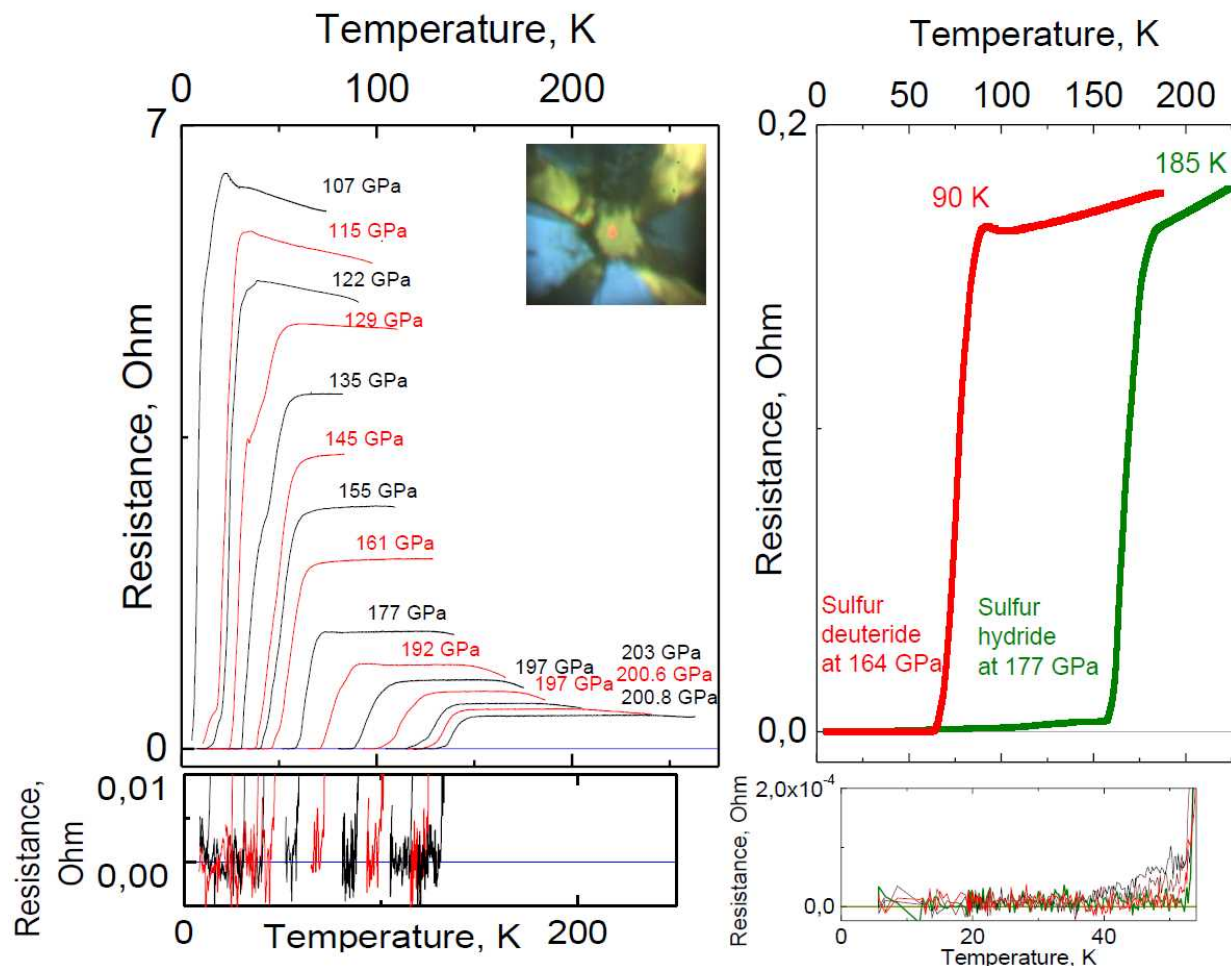 Temperature, K
0
100
200
7
0
Resistance, Ohm
107 GPa
115 GPa
122 GPa
129 GPa
135 GPa
145 GPa
155 GPa
161 GPa
177 GPa
192 GPa
197 GPa
197 GPa
203 GPa
200.6 GPa
200.8 GPa
Resistance,
Ohm
0,01
0,00
0
200
Temperature, K
Temperature, K
0
50
100
150
200
0,2
0,0
Resistance, Ohm
90 K
185 K
Sulfur
deuteride
at 164 GPa
Sulfur
hydride
at 177 GPa
Resistance, Ohm
2,0x10⁻⁴
0,0
0
20
40
Temperature, K